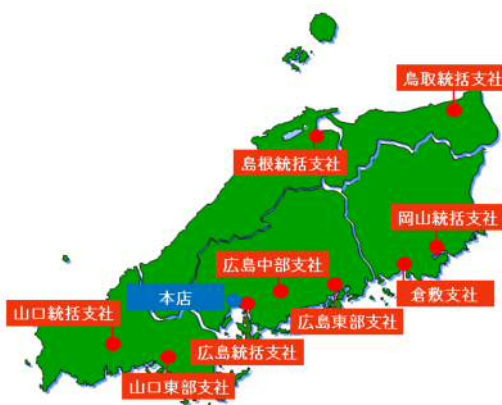 鳥取統括支社
島根統括支社
岡山統括支社
広島中部支社
本店
倉敷支社
山口統括支社
広島東部支社
広島統括支社
山口東部支社